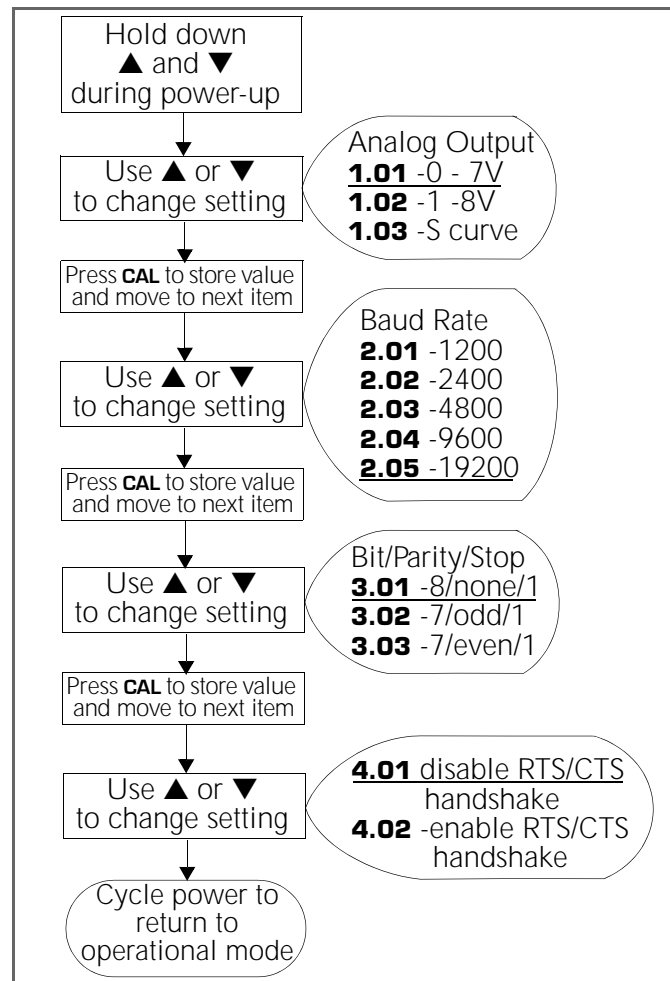 Hold down
▲ and ▼
during power-up
Use ▲ or ▼
to change setting
Analog Output
1.01 -0 - 7V
1.02 -1 -8V
1.03 -S curve
Press CAL to store value
and move to next item
Use ▲ or ▼
to change setting
Baud Rate
2.01 -1200
2.02 -2400
2.03 -4800
2.04 -9600
2.05 -19200
Press CAL to store value
and move to next item
Use ▲ or ▼
to change setting
Bit/Parity/Stop
3.01 -8/none/1
3.02 -7/odd/1
3.03 -7/even/1
Press CAL to store value
and move to next item
Use ▲ or ▼
to change setting
4.01 disable RTS/CTS
handshake
4.02 -enable RTS/CTS
handshake
Cycle power to
return to
operational mode